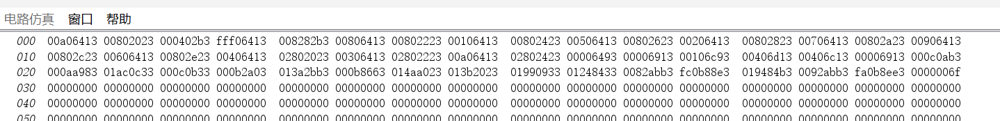 电路仿真 窗口 帮助
000 00a06413 00802023 000402b3 fff06413 008282b3 00806413 00802223 00106413 00802423 00506413 00802623 00206413 00802823 00706413 00802a23 00906413
010 00802c23 00606413 00802e23 00406413 02802023 00306413 02802223 00a06413 02802423 00006493 00006913 00106c93 00406d13 00406c13 00006913 000c0ab3
020 000aa983 01ac0c33 000c0b33 000b2a03 013a2bb3 000b8663 014aa023 013b2023 01990933 01248433 0082abb3 fc0b88e3 019484b3 0092abb3 fa0b8ee3 0000006f
030 00000000 00000000 00000000 00000000 00000000 00000000 00000000 00000000 00000000 00000000 00000000 00000000 00000000 00000000 00000000 00000000
040 00000000 00000000 00000000 00000000 00000000 00000000 00000000 00000000 00000000 00000000 00000000 00000000 00000000 00000000 00000000 00000000
050 00000000 00000000 00000000 00000000 00000000 00000000 00000000 00000000 00000000 00000000 00000000 00000000 00000000 00000000 00000000 00000000